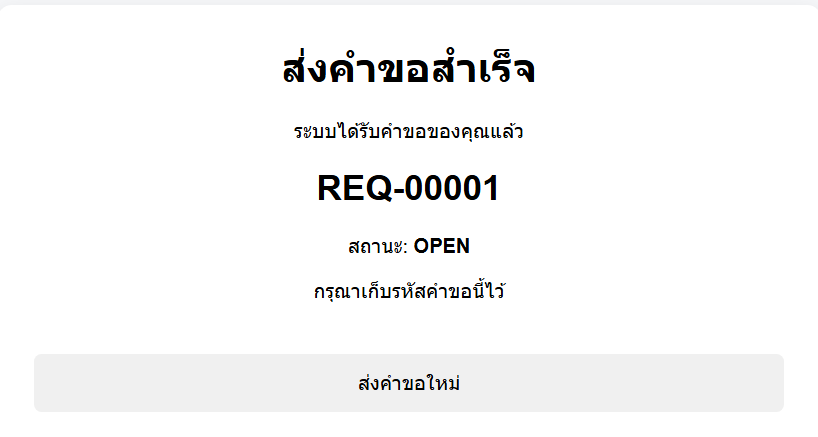 ส่งคำขอสำเร็จ
ระบบได้รับคำขอของคุณแล้ว
REQ-00001
สถานะ: OPEN
กรุณาเก็บรหัสคำขอนี้ไว้
ส่งคำขอใหม่